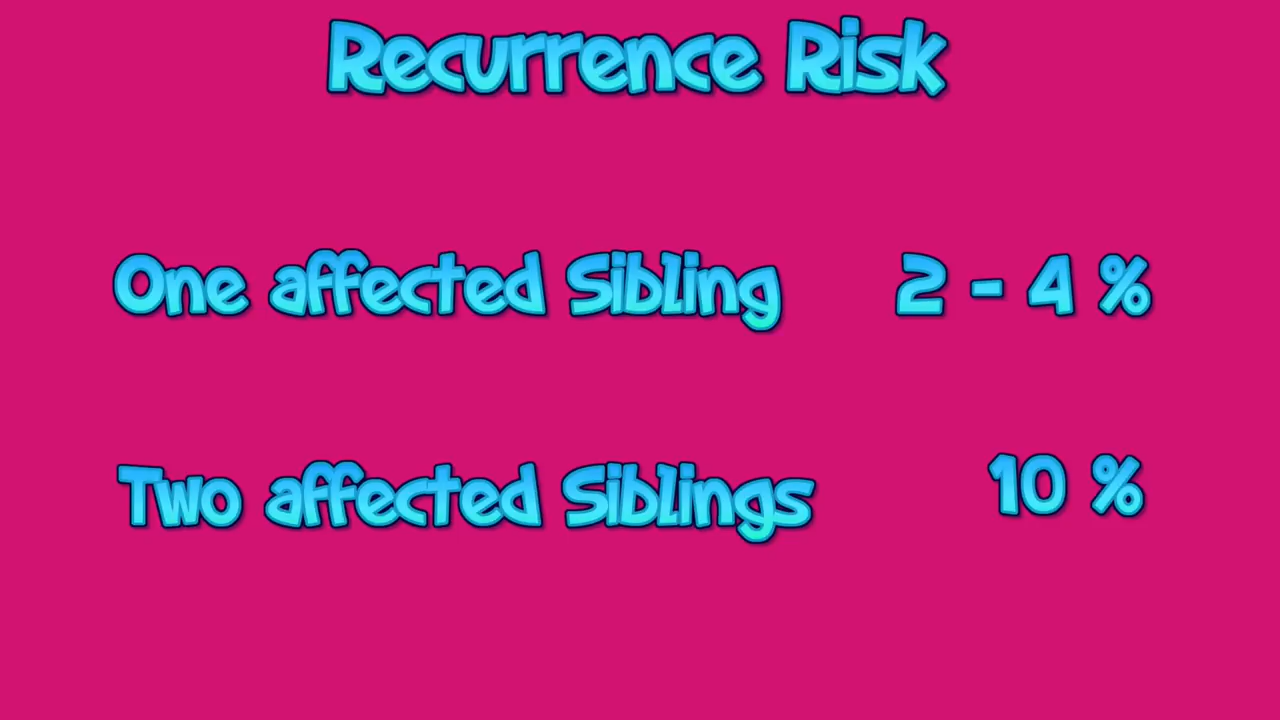 Recurrence Risk
One affected Sibling 2 - 4 %
Two affected Siblings 10 %